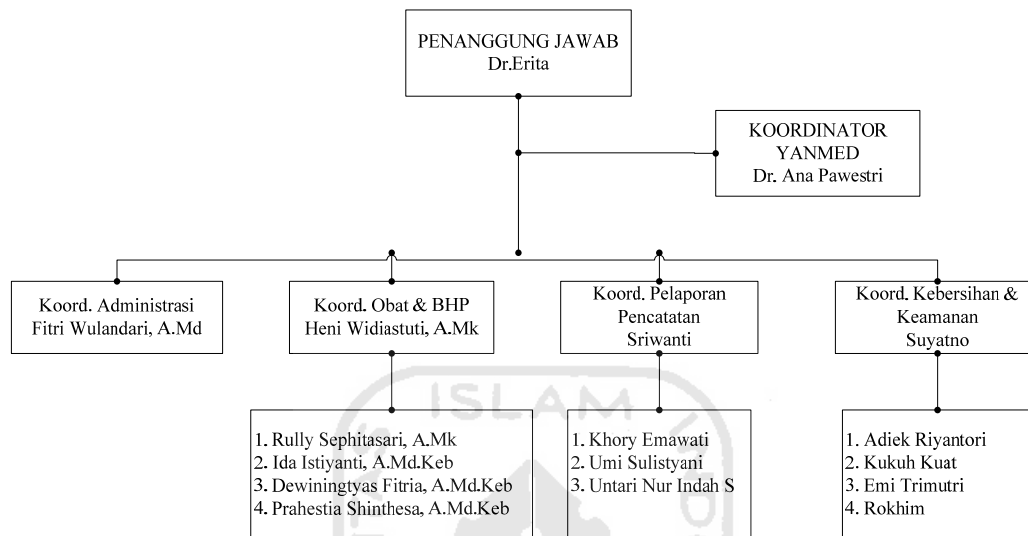 PENANGGUNG JAWAB
Dr.Erita
KOORDINATOR
YANMED
Dr. Ana Pawestri
Koord. Administrasi
Fitri Wulandari, A.Md
Koord. Obat & BHP
Heni Widiastuti, A.Mk
Koord. Pelaporan
Pencatatan
Sriwanti
Koord. Kebersihan &
Keamanan
Suyatno
1. Rully Sephitasari, A.Mk
2. Ida Istiyanti, A.Md.Keb
3. Dewiningtyas Fitria, A.Md.Keb
4. Prahestia Shinthesa, A.Md.Keb
1. Khory Emawati
2. Umi Sulistyani
3. Untari Nur Indah S
1. Adiek Riyantori
2. Kukuh Kuat
3. Emi Trimutri
4. Rokhim
ISLAM